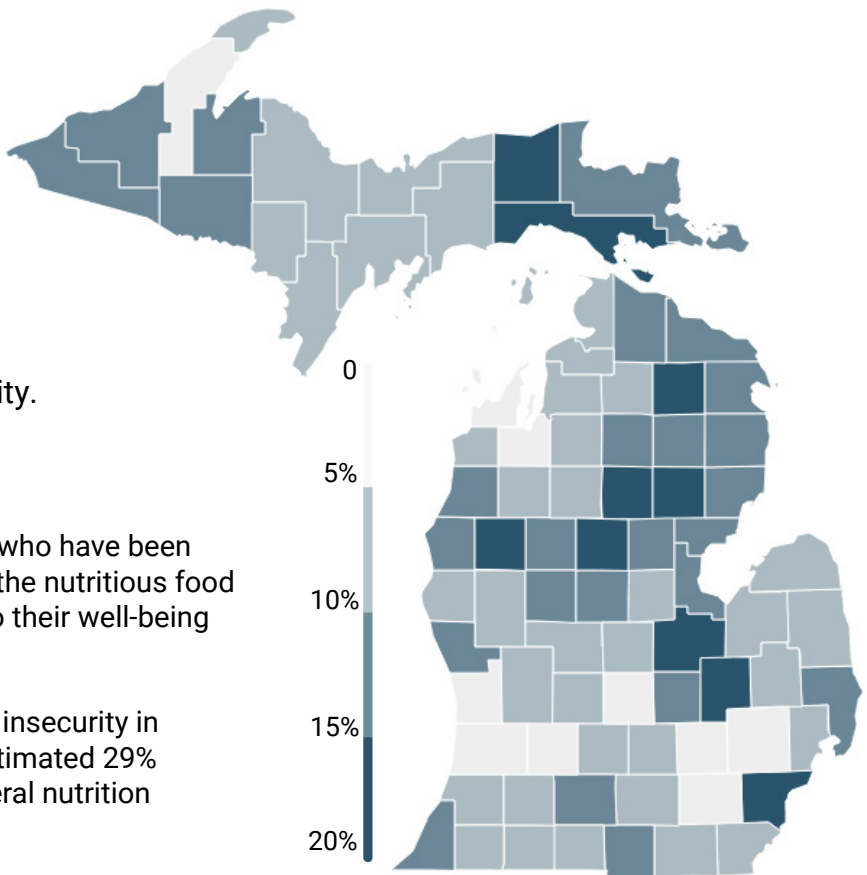 ity.
who have been
the nutritious food
o their well-being
insecurity in
timated 29%
eral nutrition
0
5%
10%
15%
20%